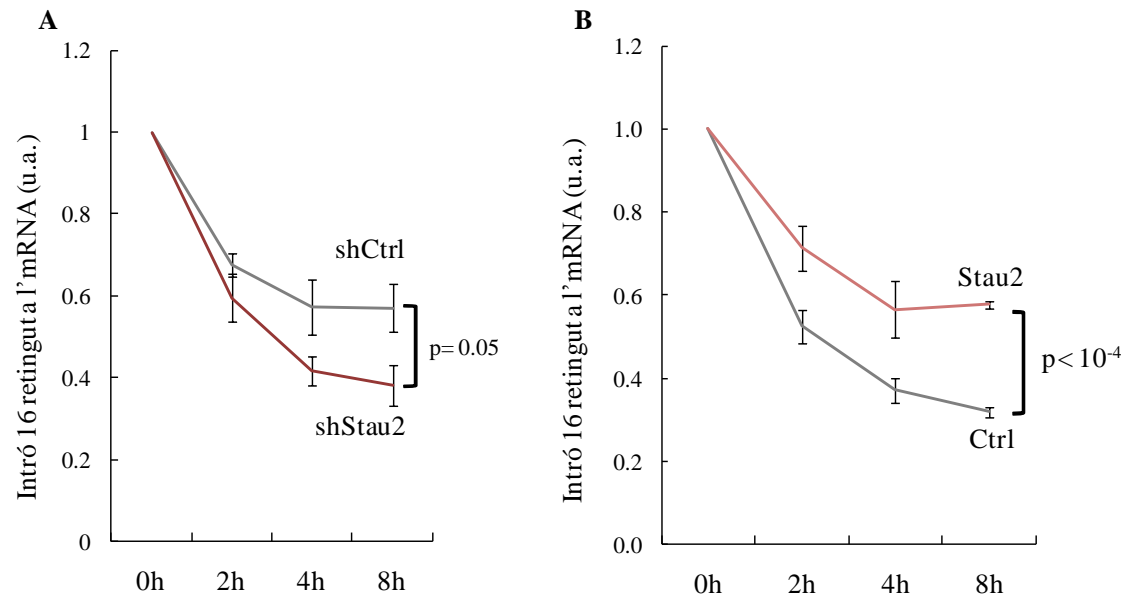 A
Intró 16 retingut a l'mRNA (u.a.)
1.2
1
0.8
0.6
0.4
0.2
0
0h 2h 4h 8h
shCtrl
shStau2
p= 0.05
B
Intró 16 retingut a l'mRNA (u.a.)
1.2
1.0
0.8
0.6
0.4
0.2
0.0
0h 2h 4h 8h
Stau2
Ctrl
p< 10⁻⁴